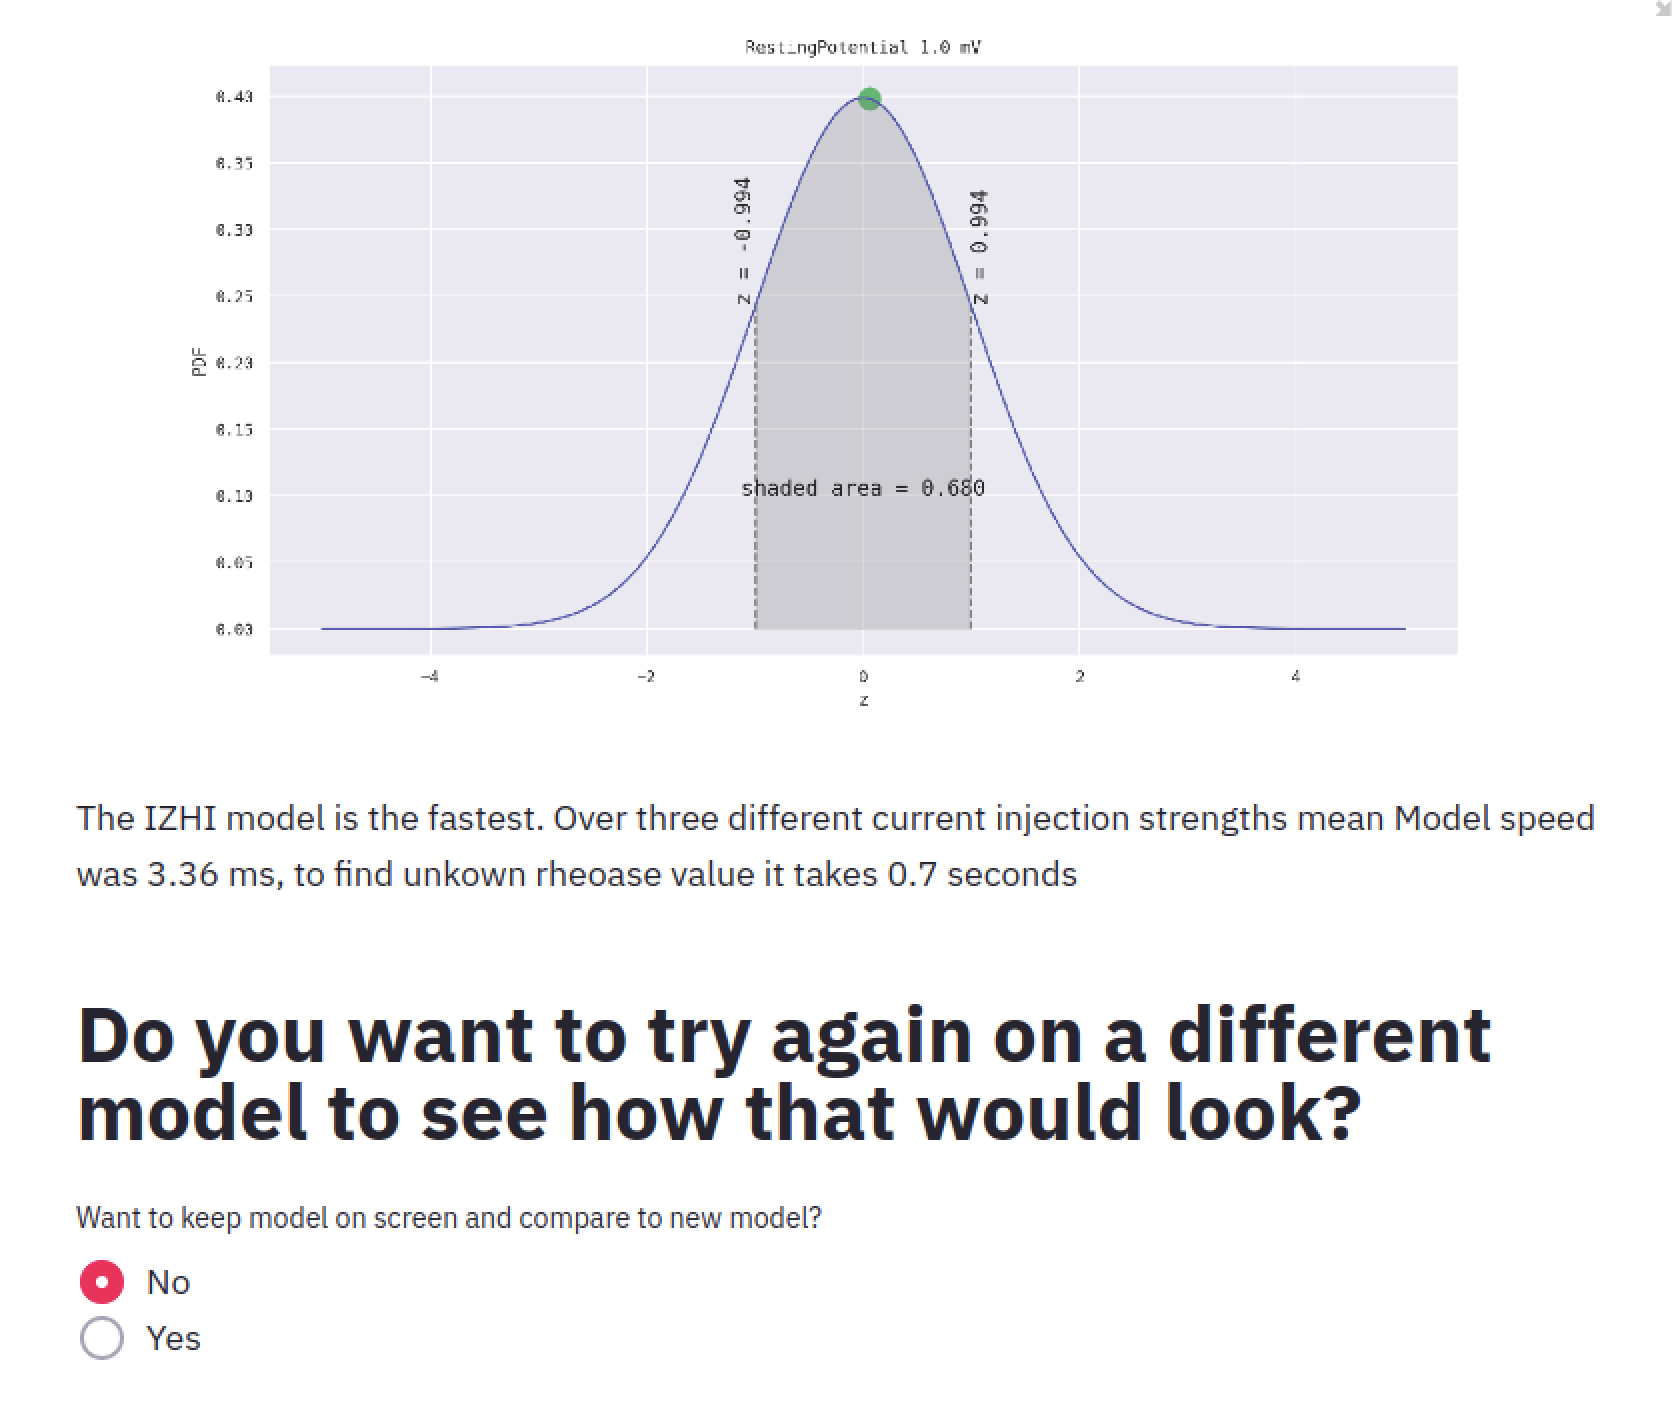 RestingPotential 1.0 mV
0.40
0.35
0.30
0.25
0.20
0.15
0.10
0.05
0.00
PDF
z = -0.994
z = 0.994
shaded area = 0.680
−4 −2 0 2 4
z
The IZHI model is the fastest. Over three different current injection strengths mean Model speed
was 3.36 ms, to find unkown rheoase value it takes 0.7 seconds
Do you want to try again on a different
model to see how that would look?
Want to keep model on screen and compare to new model?
No
Yes